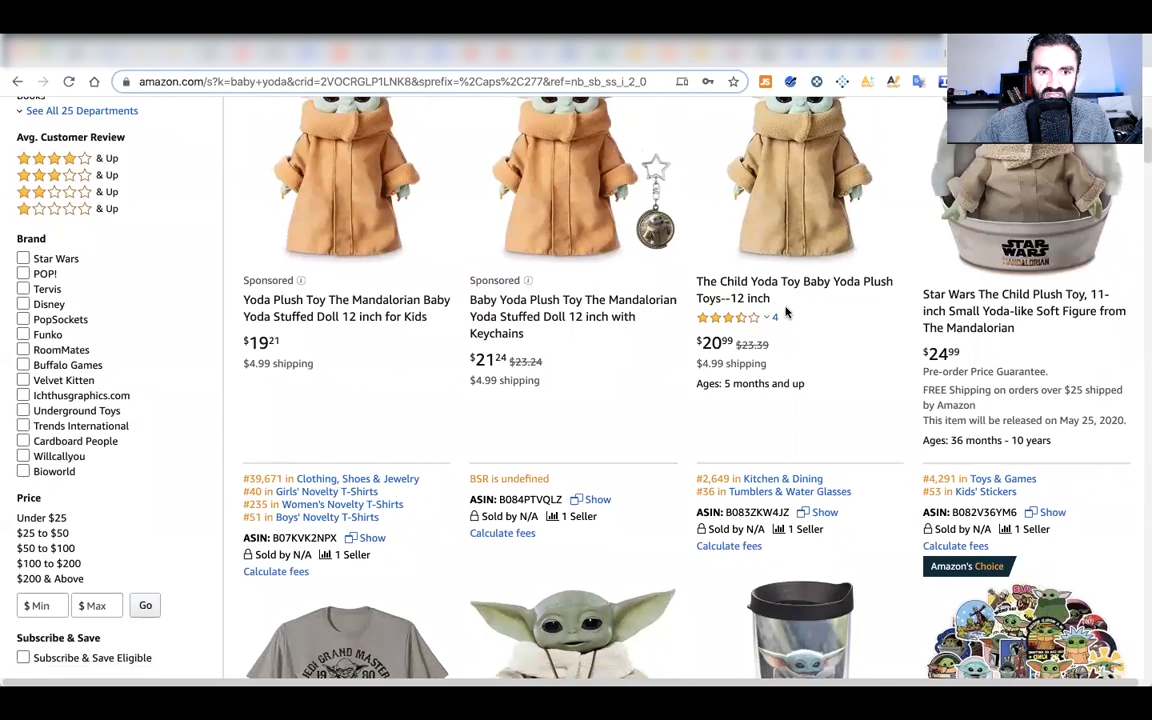 amazon.com/s?k=baby+yoda&crid=2VOCRGLP1LNK8&sprefix=%2Caps%2C277&ref=nb_sb_ss_i_2_0
See All 25 Departments
Avg. Customer Review
& Up
& Up
& Up
& Up
Brand
Star Wars
POP!
Tervis
Disney
PopSockets
Funko
RoomMates
Buffalo Games
Velvet Kitten
Ichthusgraphics.com
Underground Toys
Trends International
Cardboard People
Willcallyou
Bioworld
Price
Under $25
$25 to $50
$50 to $100
$100 to $200
$200 & Above
$ Min
$ Max
Go
Subscribe & Save
Subscribe & Save Eligible
Sponsored
Yoda Plush Toy The Mandalorian Baby
Yoda Stuffed Doll 12 inch for Kids
$1921
$4.99 shipping
Sponsored
Baby Yoda Plush Toy The Mandalorian
Yoda Stuffed Doll 12 inch with
Keychains
$2124 $23.24
$4.99 shipping
The Child Yoda Toy Baby Yoda Plush
Toys--12 inch
4
$2099 $23.39
$4.99 shipping
Ages: 5 months and up
STAR
WARS
Star Wars The Child Plush Toy, 11-
inch Small Yoda-like Soft Figure from
The Mandalorian
$2499
Pre-order Price Guarantee.
FREE Shipping on orders over $25 shipped
by Amazon
This item will be released on May 25, 2020.
Ages: 36 months - 10 years
#39,671 in Clothing, Shoes & Jewelry
#40 in Girls' Novelty T-Shirts
#235 in Women's Novelty T-Shirts
#51 in Boys' Novelty T-Shirts
ASIN: B07KVK2NPX Show
Sold by N/A 1 Seller
Calculate fees
BSR is undefined
ASIN: B084PTVQLZ Show
Sold by N/A 1 Seller
Calculate fees
#2,649 in Kitchen & Dining
#36 in Tumblers & Water Glasses
ASIN: B083ZKW4JZ Show
Sold by N/A 1 Seller
Calculate fees
#4,291 in Toys & Games
#53 in Kids' Stickers
ASIN: B082V36YM6 Show
Sold by N/A 1 Seller
Calculate fees
Amazon's Choice
JEDI GRAND MASTER
19 80